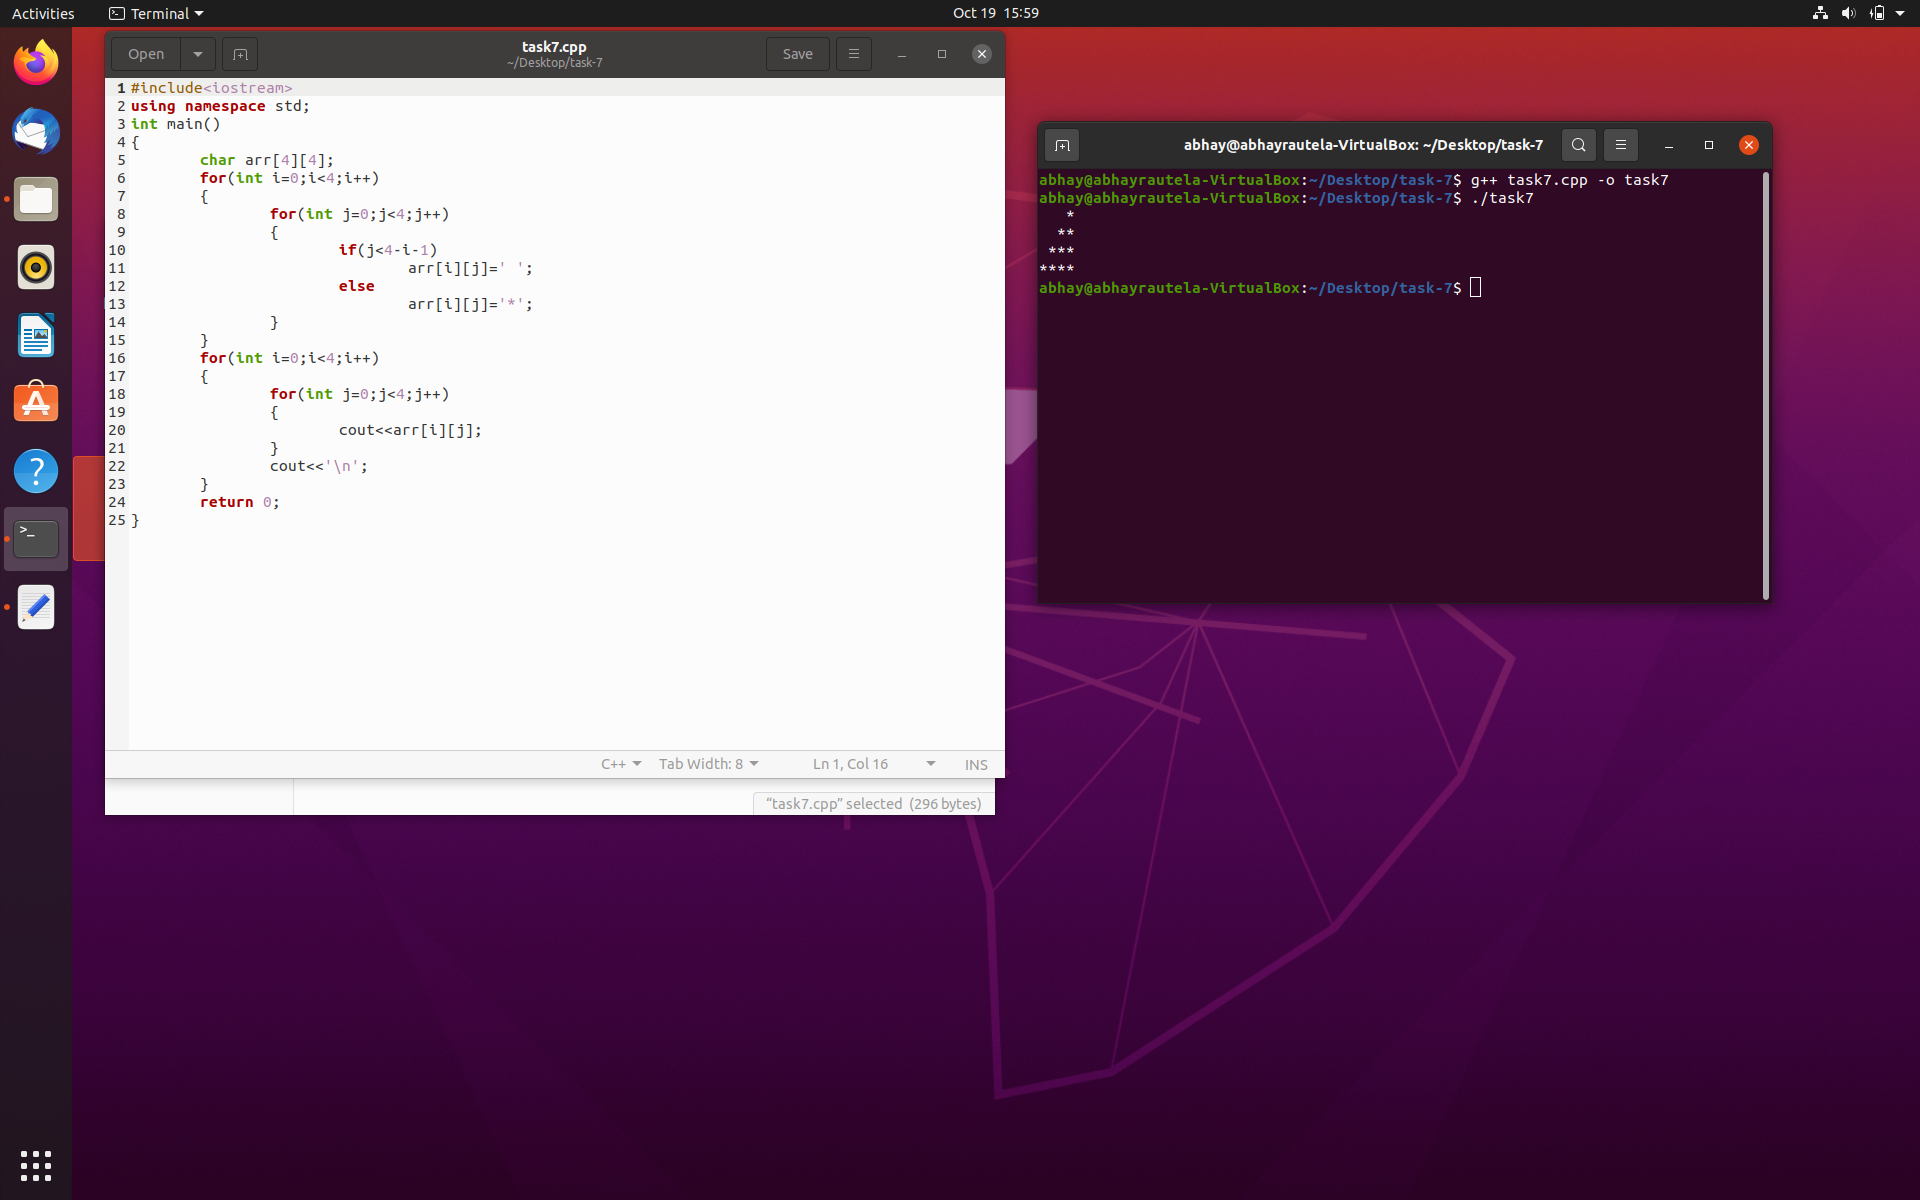 Activities
Terminal
Oct 19 15:59
Open
task7.cpp
~/Desktop/task-7
Save
1 #include<iostream>
2 using namespace std;
3 int main()
4 {
5         char arr[4][4];
6         for(int i=0;i<4;i++)
7         {
8                 for(int j=0;j<4;j++)
9                 {
10                         if(j<4-i-1)
11                                 arr[i][j]=' ';
12                         else
13                                 arr[i][j]='*';
14                 }
15         }
16         for(int i=0;i<4;i++)
17         {
18                 for(int j=0;j<4;j++)
19                 {
20                         cout<<arr[i][j];
21                 }
22                 cout<<'\n';
23         }
24         return 0;
25 }
C++
Tab Width: 8
Ln 1, Col 16
INS
“task7.cpp” selected (296 bytes)
abhay@abhayrautela-VirtualBox: ~/Desktop/task-7
abhay@abhayrautela-VirtualBox:~/Desktop/task-7$ g++ task7.cpp -o task7
abhay@abhayrautela-VirtualBox:~/Desktop/task-7$ ./task7
   *
  **
 ***
****
abhay@abhayrautela-VirtualBox:~/Desktop/task-7$